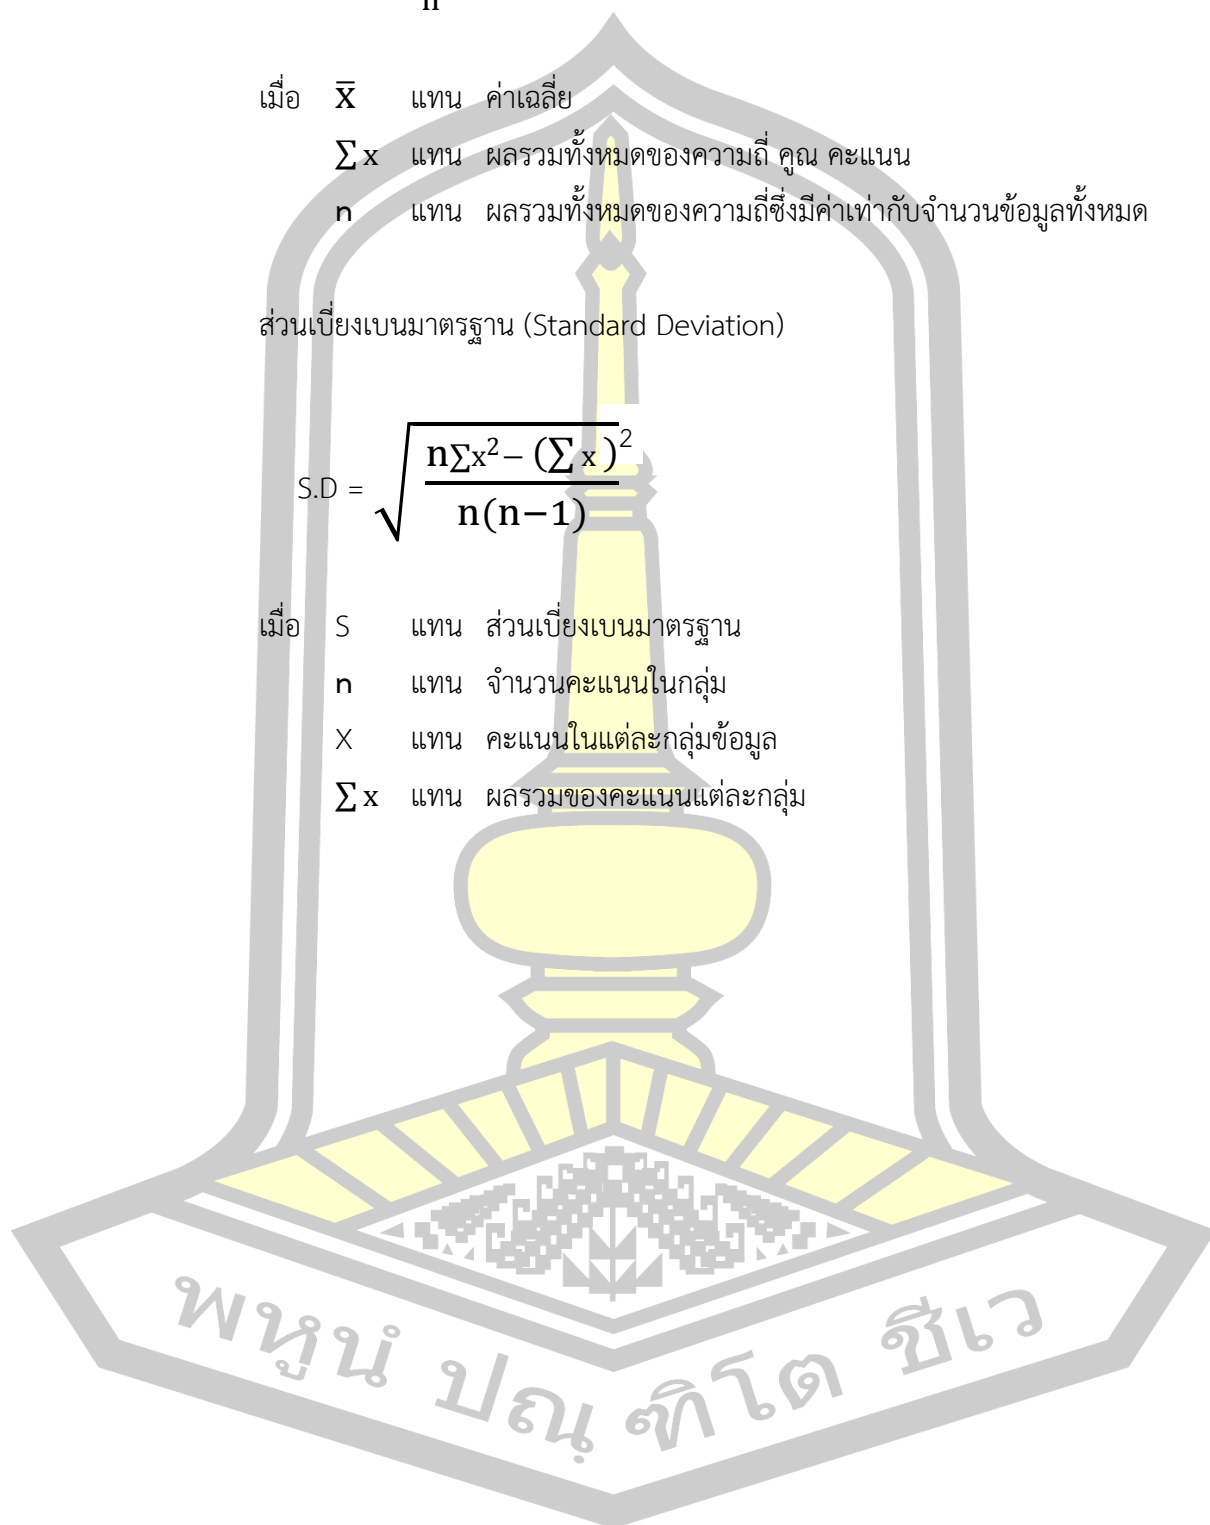 n
เมื่อ x̄ แทน ค่าเฉลี่ย
∑x แทน ผลรวมทั้งหมดของความถี่ คูณ คะแนน
n แทน ผลรวมทั้งหมดของความถี่ซึ่งมีค่าเท่ากับจำนวนข้อมูลทั้งหมด
ส่วนเบี่ยงเบนมาตรฐาน (Standard Deviation)
S.D = √(n∑x² – (∑x)² / n(n–1))
เมื่อ S แทน ส่วนเบี่ยงเบนมาตรฐาน
n แทน จำนวนคะแนนในกลุ่ม
X แทน คะแนนในแต่ละกลุ่มข้อมูล
∑x แทน ผลรวมของคะแนนแต่ละกลุ่ม
พหูนํ ปณฺฑิโต ชีเว